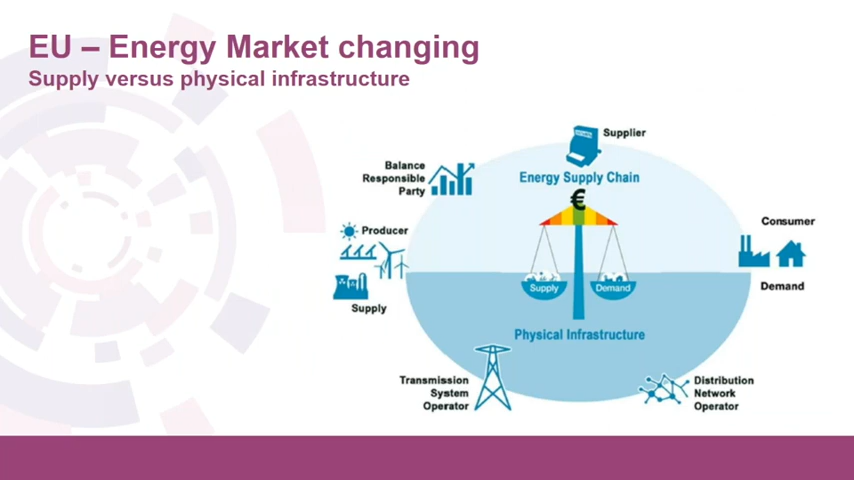 EU – Energy Market changing
Supply versus physical infrastructure
Supplier
Energy Supply Chain
€
Balance
Responsible
Party
Producer
Supply
Consumer
Demand
Supply
Demand
Physical Infrastructure
Transmission
System
Operator
Distribution
Network
Operator